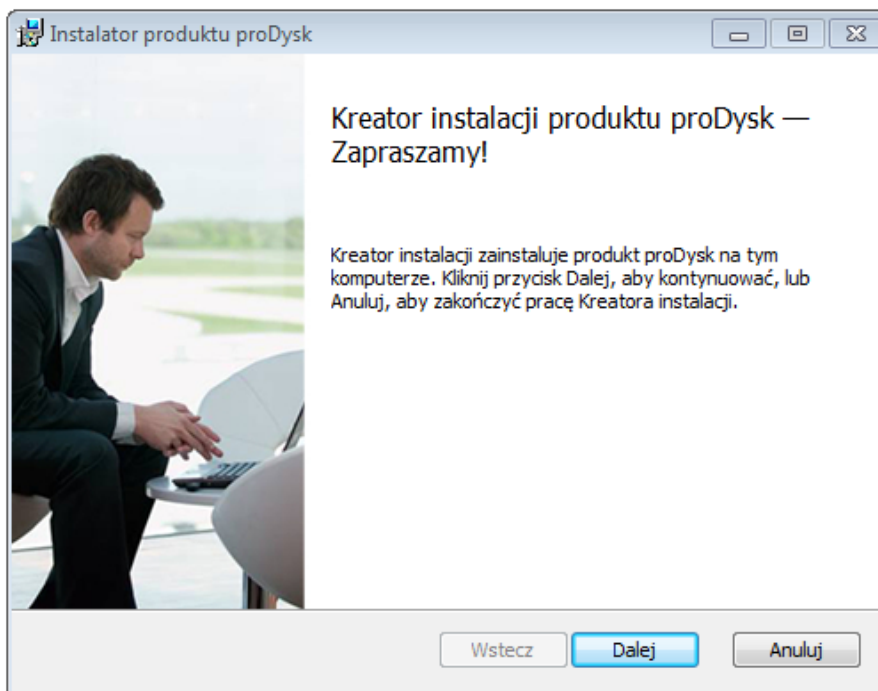 Instalator produktu proDysk
Kreator instalacji produktu proDysk —
Zapraszamy!
Kreator instalacji zainstaluje produkt proDysk na tym
komputerze. Kliknij przycisk Dalej, aby kontynuować, lub
Anuluj, aby zakończyć pracę Kreatora instalacji.
Wstecz
Dalej
Anuluj